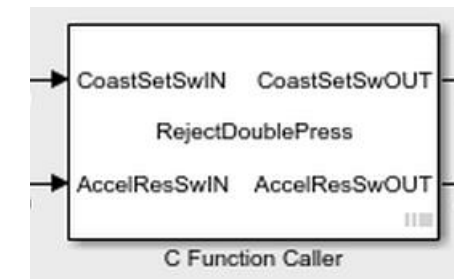 CoastSetSwIN CoastSetSwOUT
RejectDoublePress
AccelResSwIN AccelResSwOUT
C Function Caller